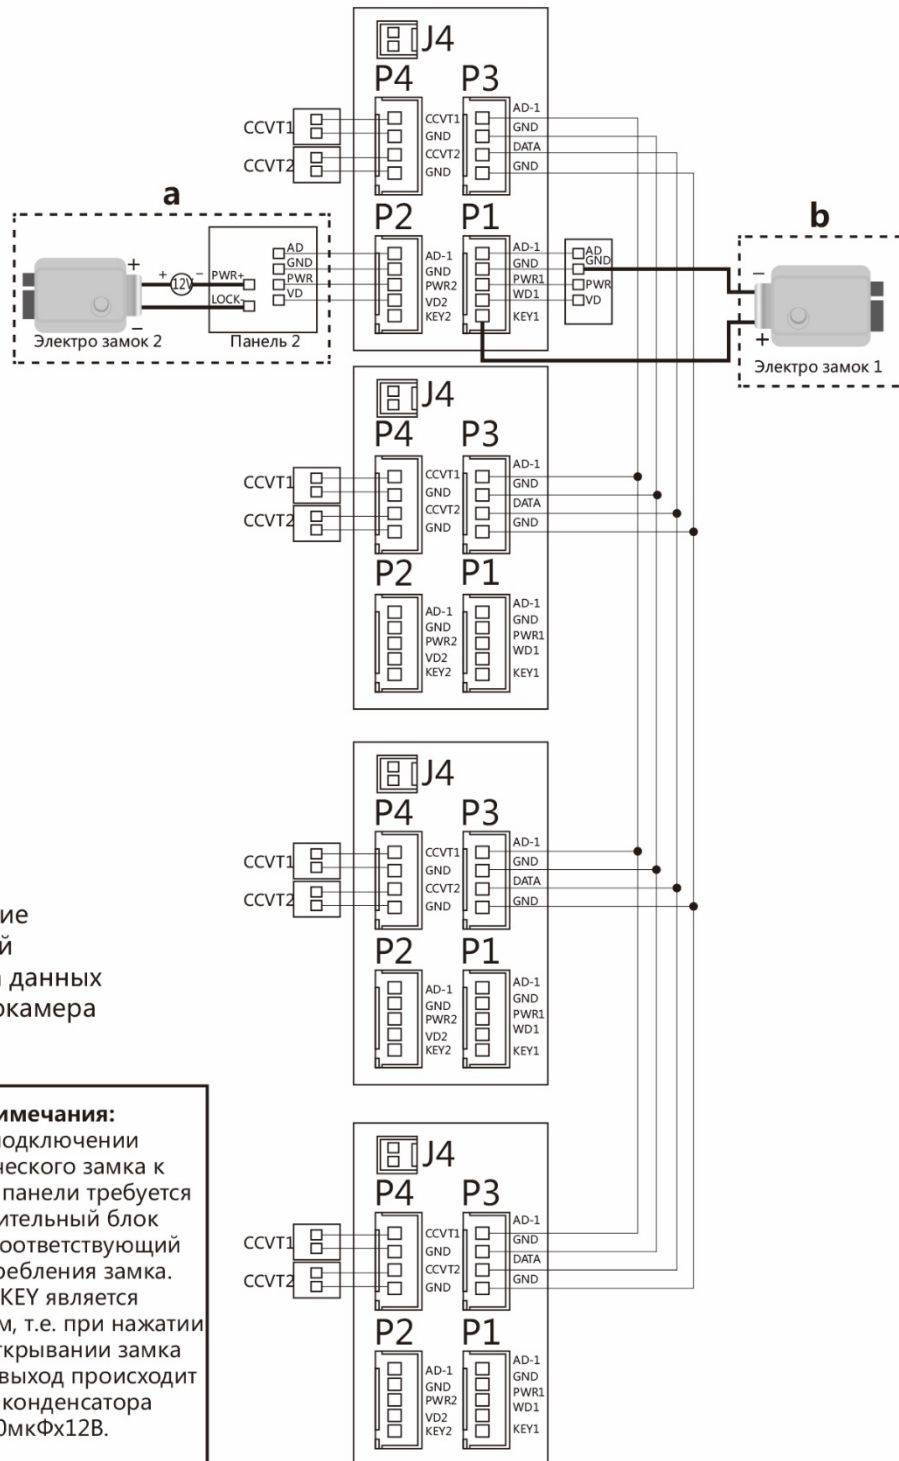 J4
P4 P3
CCVT1
CCVT2
CCVT1
GND
CCVT2
GND
AD-1
GND
DATA
GND
a
b
P2 P1
AD
GND
PWR
VD
PWR+
LOCK-
+ 12V -
+
-
Электро замок 2
Панель 2
AD-1
GND
PWR2
VD2
KEY2
AD-1
GND
PWR1
WD1
KEY1
AD
GND
PWR
VD
-
+
Электро замок 1
J4
P4 P3
CCVT1
CCVT2
CCVT1
GND
CCVT2
GND
AD-1
GND
DATA
GND
P2 P1
AD-1
GND
PWR2
VD2
KEY2
AD-1
GND
PWR1
WD1
KEY1
J4
P4 P3
CCVT1
CCVT2
CCVT1
GND
CCVT2
GND
AD-1
GND
DATA
GND
P2 P1
AD-1
GND
PWR2
VD2
KEY2
AD-1
GND
PWR1
WD1
KEY1
ие
й
данных
окамера
имечания:
подключении
ческого замка к
панели требуется
ительный блок
оответствующий
ребления замка.
KEY является
м, т.е. при нажатии
ткрывании замка
выход происходит
конденсатора
0мкФх12В.
J4
P4 P3
CCVT1
CCVT2
CCVT1
GND
CCVT2
GND
AD-1
GND
DATA
GND
P2 P1
AD-1
GND
PWR2
VD2
KEY2
AD-1
GND
PWR1
WD1
KEY1